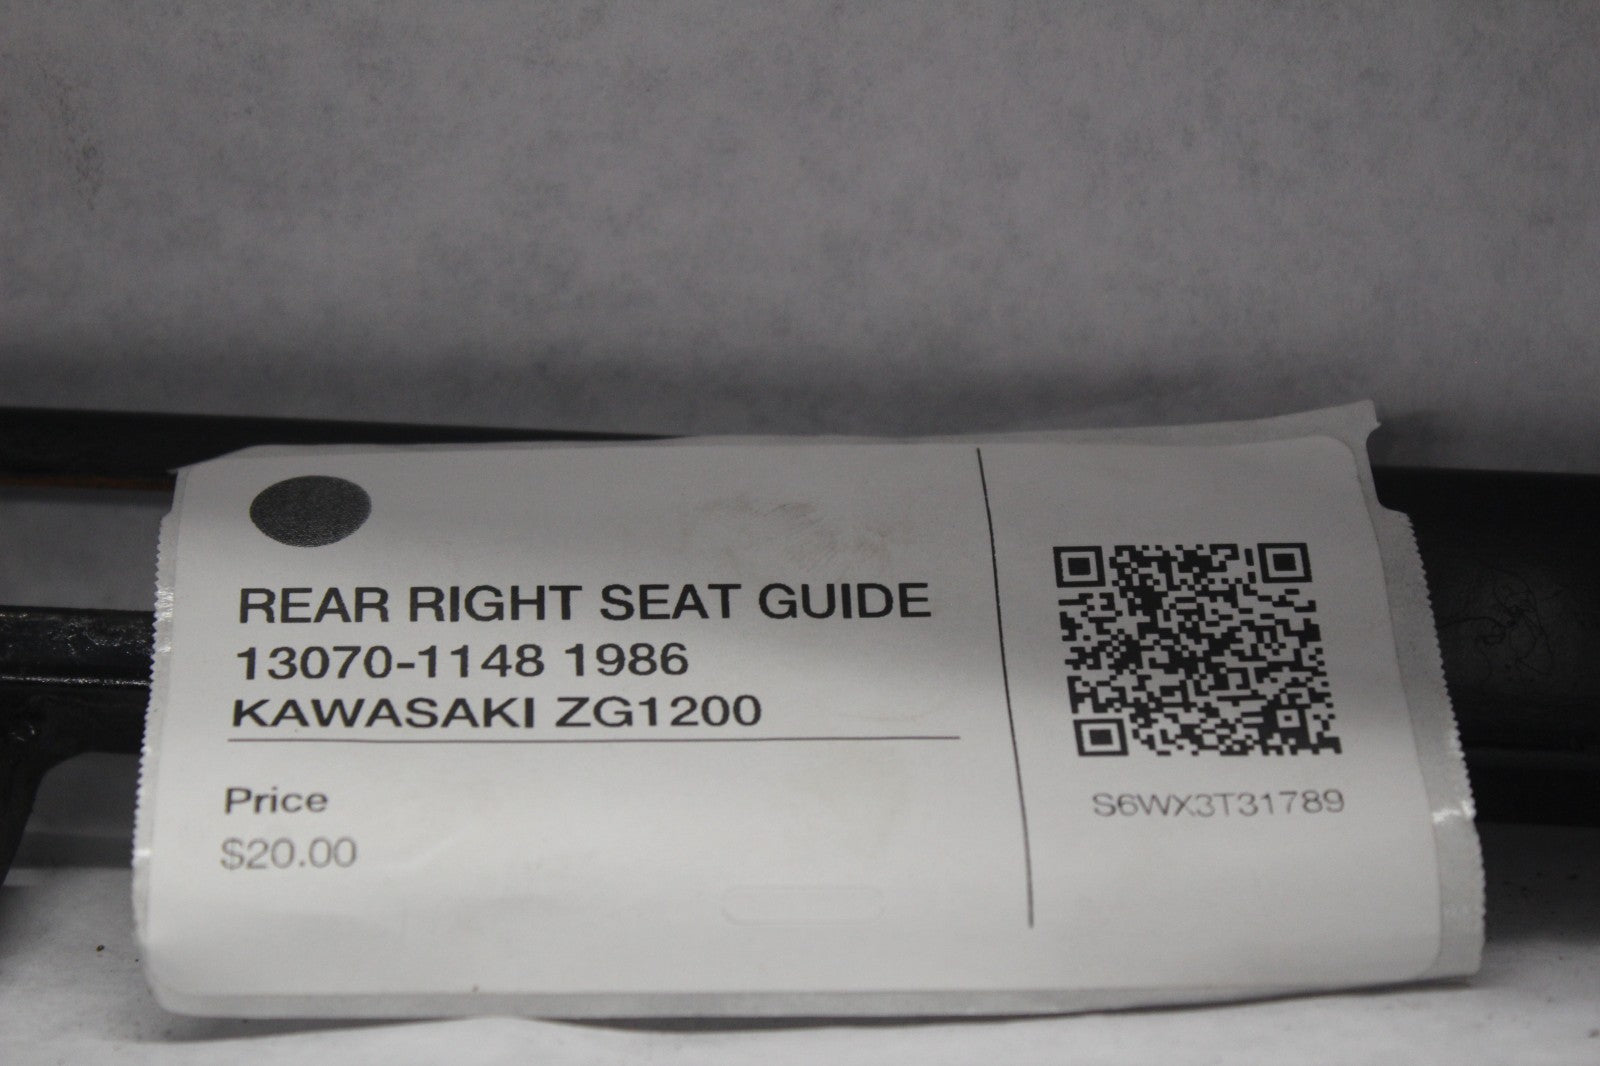 REAR RIGHT SEAT GUIDE
13070-1148 1986
KAWASAKI ZG1200
Price
$20.00
S6WX3T31789